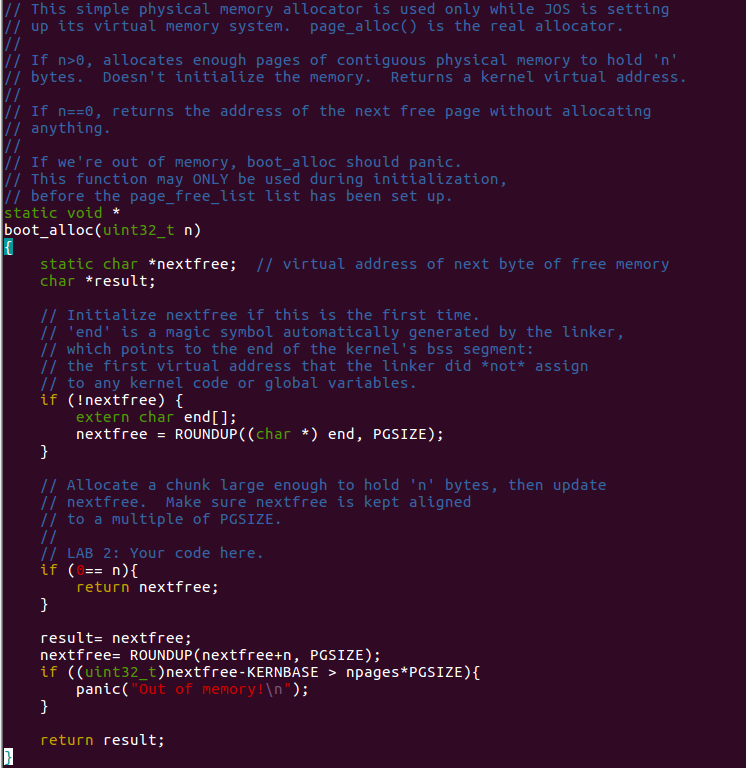 // This simple physical memory allocator is used only while JOS is setting
// up its virtual memory system.  page_alloc() is the real allocator.
//
// If n>0, allocates enough pages of contiguous physical memory to hold 'n'
// bytes.  Doesn't initialize the memory.  Returns a kernel virtual address.
//
// If n==0, returns the address of the next free page without allocating
// anything.
//
// If we're out of memory, boot_alloc should panic.
// This function may ONLY be used during initialization,
// before the page_free_list list has been set up.
static void *
boot_alloc(uint32_t n)
{
    static char *nextfree;  // virtual address of next byte of free memory
    char *result;

    // Initialize nextfree if this is the first time.
    // 'end' is a magic symbol automatically generated by the linker,
    // which points to the end of the kernel's bss segment:
    // the first virtual address that the linker did *not* assign
    // to any kernel code or global variables.
    if (!nextfree) {
        extern char end[];
        nextfree = ROUNDUP((char *) end, PGSIZE);
    }

    // Allocate a chunk large enough to hold 'n' bytes, then update
    // nextfree.  Make sure nextfree is kept aligned
    // to a multiple of PGSIZE.
    //
    // LAB 2: Your code here.
    if (0== n){
        return nextfree;
    }

    result= nextfree;
    nextfree= ROUNDUP(nextfree+n, PGSIZE);
    if ((uint32_t)nextfree-KERNBASE > npages*PGSIZE){
        panic("Out of memory!\n");
    }

    return result;
}